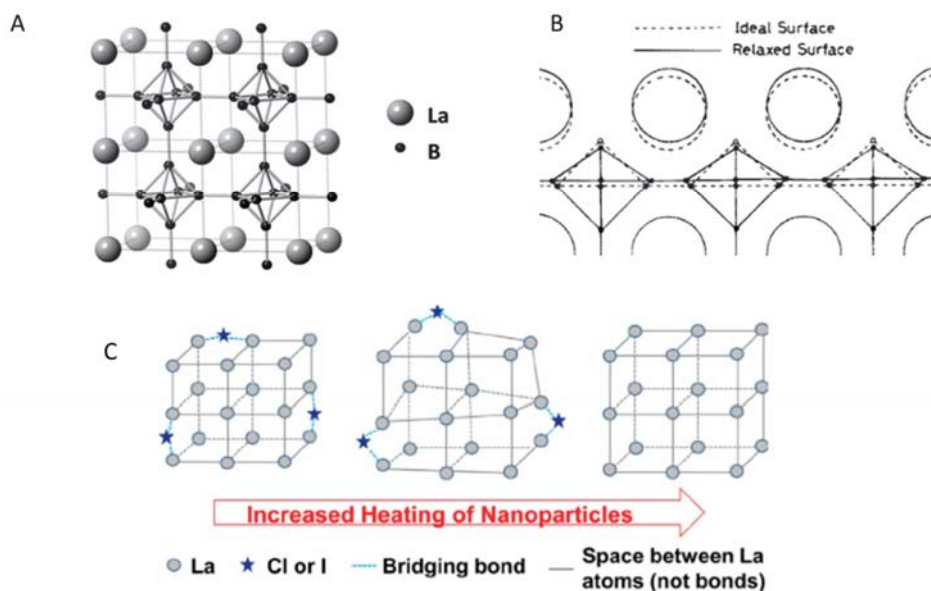 A
La
B
B
Ideal Surface
Relaxed Surface
C
Increased Heating of Nanoparticles
La
Cl or I
Bridging bond
Space between La
atoms (not bonds)